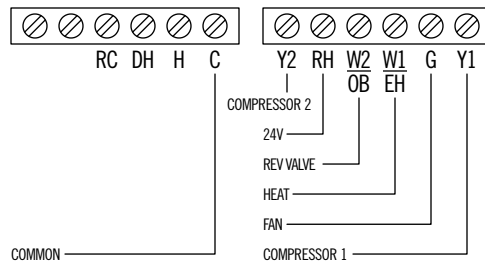 RC DH H C Y2 RH W2 W1 G Y1
OB EH
COMPRESSOR 2
24V
REV VALVE
HEAT
FAN
COMMON COMPRESSOR 1